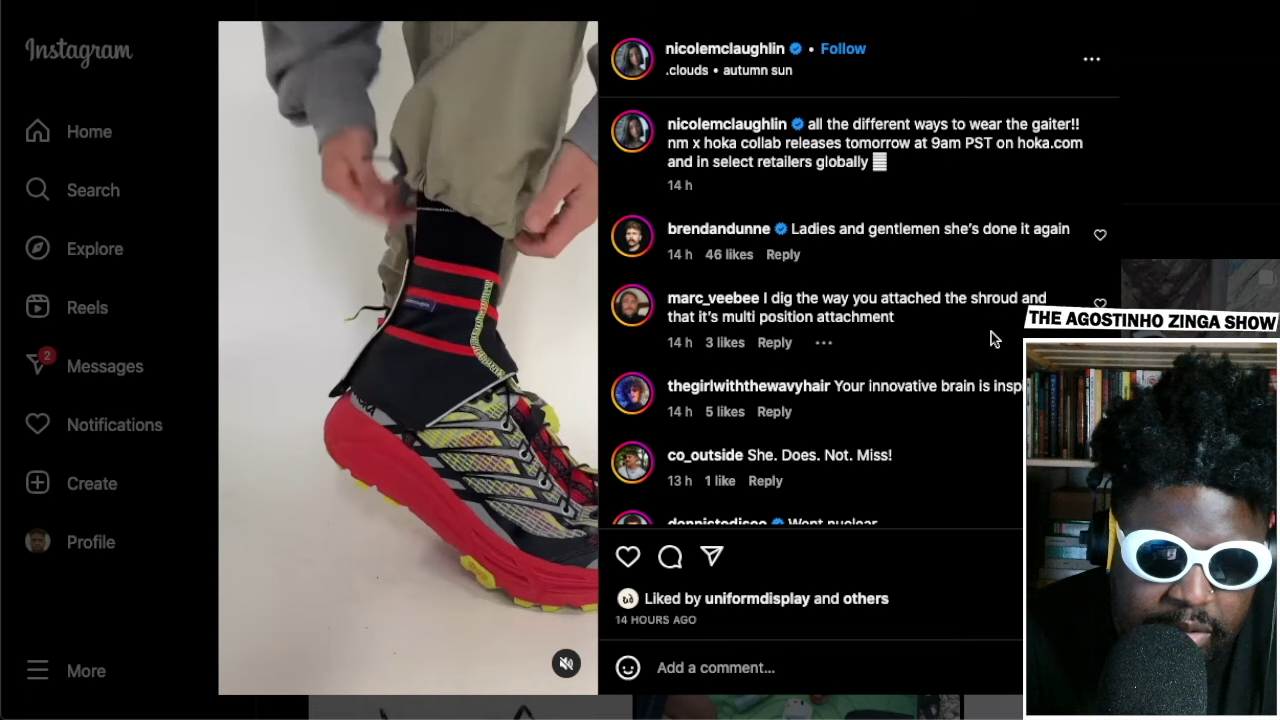 Instagram
Home
Search
Explore
Reels
2
Messages
Notifications
Create
Profile
More
nicolemclaughlin • Follow
.clouds • autumn sun
nicolemclaughlin all the different ways to wear the gaiter!!
nm x hoka collab releases tomorrow at 9am PST on hoka.com
and in select retailers globally
14 h
brendandunne Ladies and gentlemen she's done it again
14 h 46 likes Reply
marc_veebee I dig the way you attached the shroud and
that it's multi position attachment
14 h 3 likes Reply
thegirlwiththewavyhair Your innovative brain is insp
14 h 5 likes Reply
co_outside She. Does. Not. Miss!
13 h 1 like Reply
Went nuclear
Liked by uniformdisplay and others
14 HOURS AGO
Add a comment...
THE AGOSTINHO ZINGA SHOW